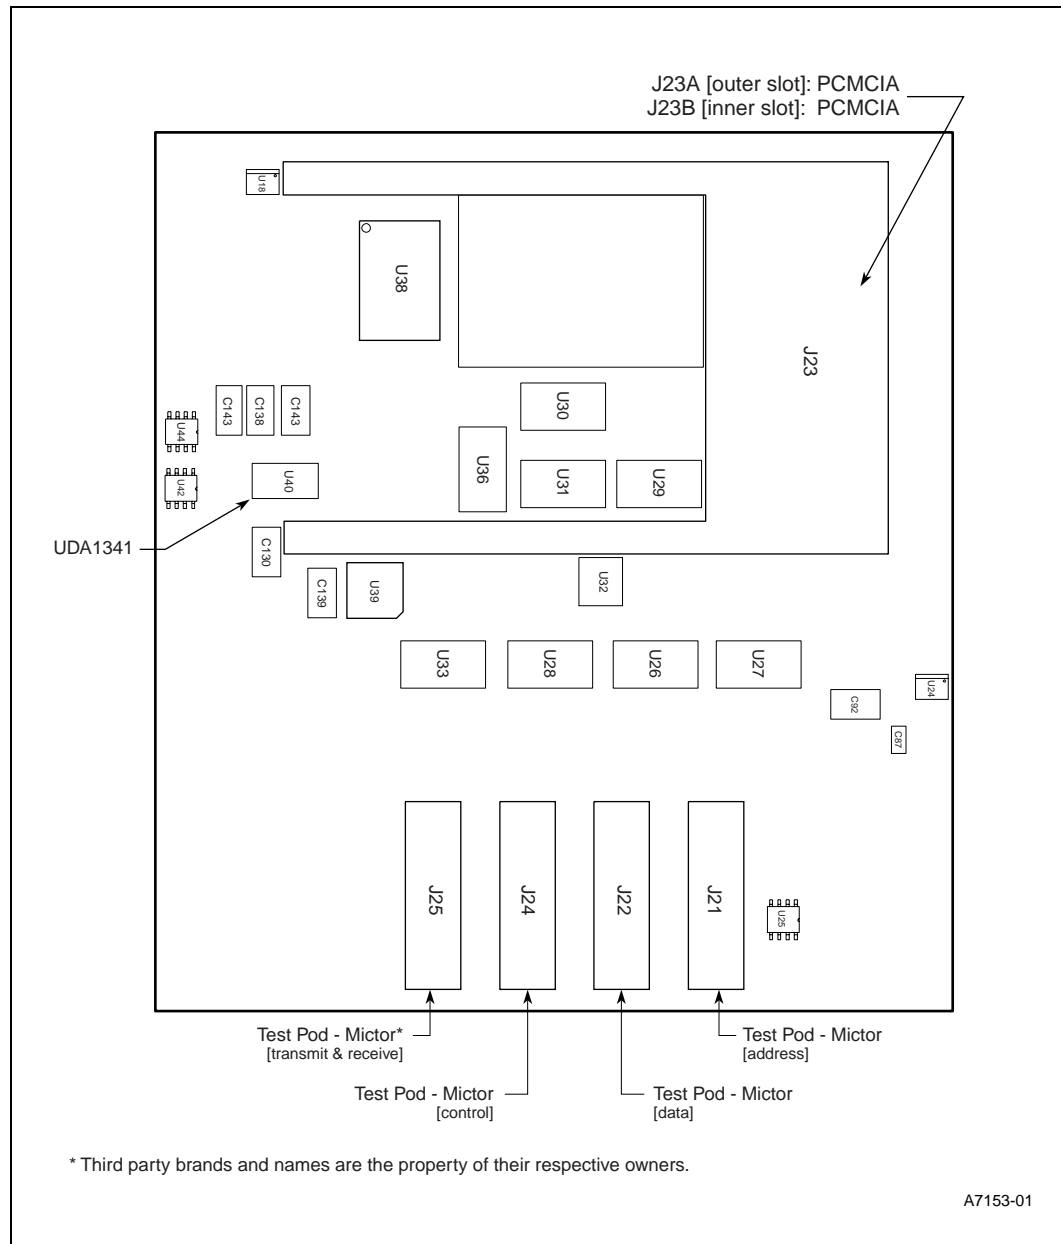 J23A [outer slot]: PCMCIA
J23B [inner slot]: PCMCIA
U18
U38
J23
C143
C138
C143
U44
U30
U36
U42
U40
U31
U29
UDA1341
C130
C139
U39
U32
U33
U28
U26
U27
U24
C92
C87
J25
J24
J22
J21
U25
Test Pod - Mictor*
[transmit & receive]
Test Pod - Mictor
[address]
Test Pod - Mictor
[control]
Test Pod - Mictor
[data]
* Third party brands and names are the property of their respective owners.
A7153-01